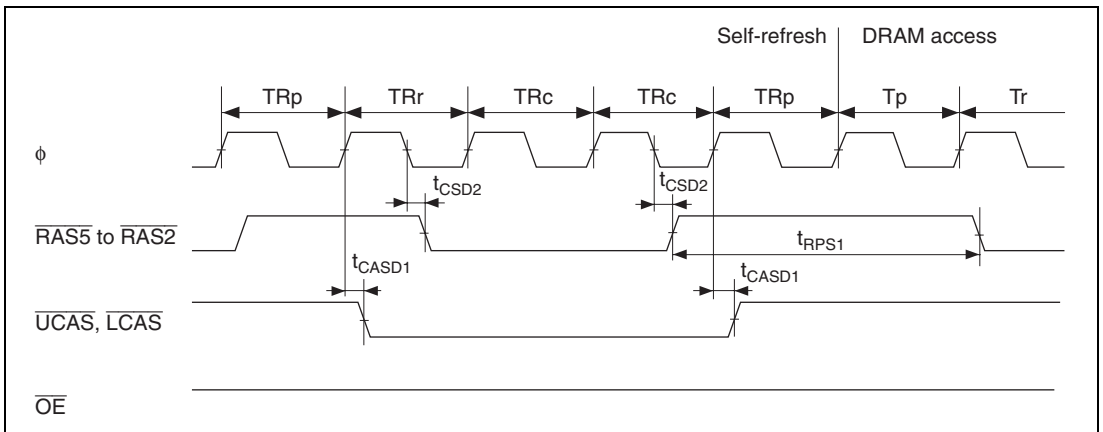 Self-refresh DRAM access
TRp TRr TRc TRc TRp Tp Tr
φ
tCSD2 tCSD2
RAS5 to RAS2
tRPS1
tCASD1 tCASD1
UCAS, LCAS
OE